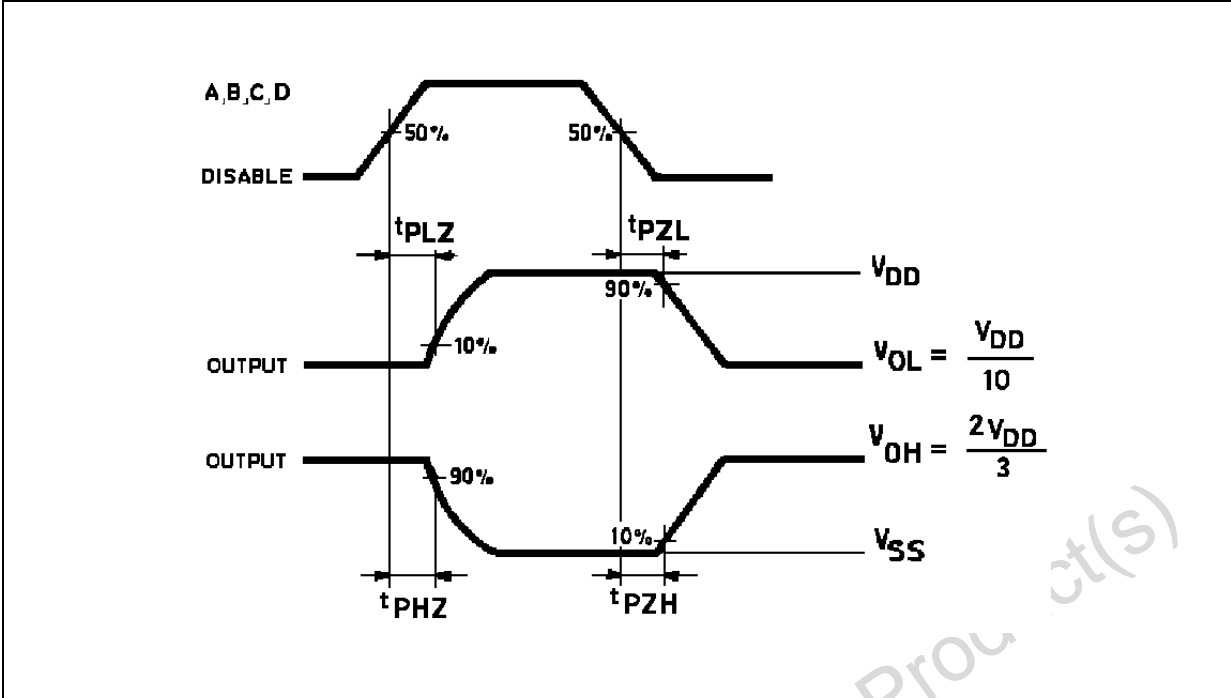 A,B,C,D
50%
50%
DISABLE
tPLZ
tPZL
VDD
90%
10%
OUTPUT
VOL = VDD/10
VOH = 2VDD/3
OUTPUT
90%
10%
VSS
tPHZ
tPZH